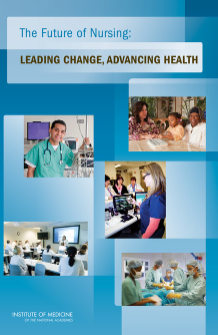 The Future of Nursing:
LEADING CHANGE, ADVANCING HEALTH
INSTITUTE OF MEDICINE
OF THE NATIONAL ACADEMIES